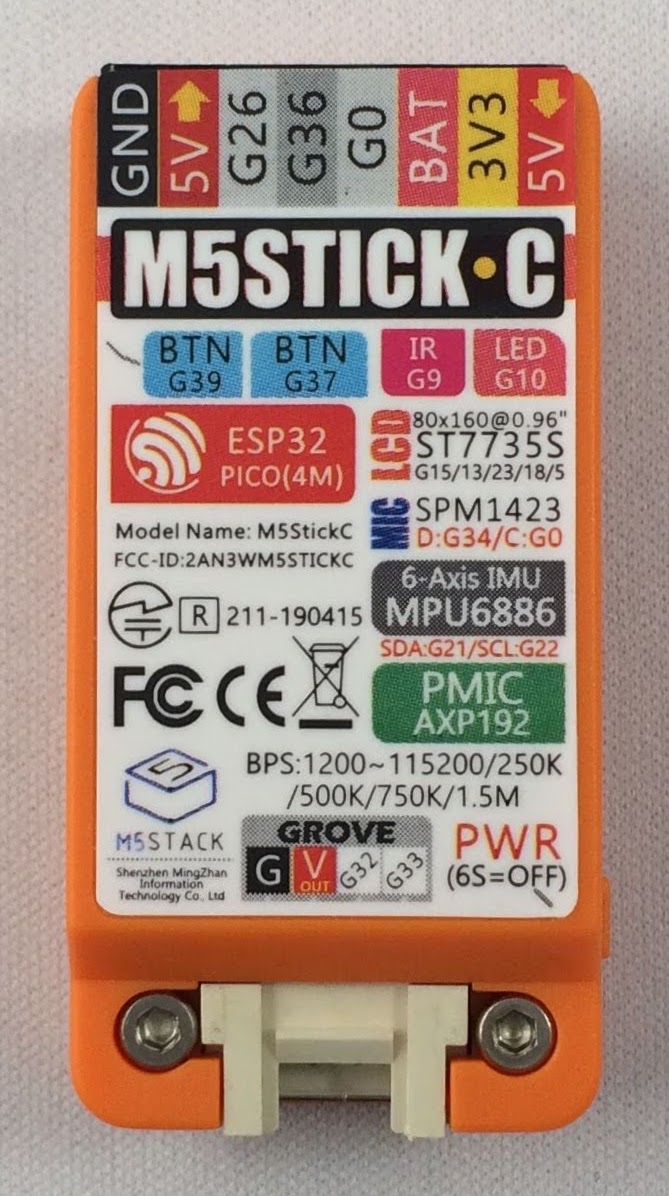 GND 5V G26 G36 G0 BAT 3V3 5V
M5STICK·C
BTN G39
BTN G37
IR G9
LED G10
ESP32
PICO(4M)
LCD
80x160@0.96"
ST7735S
G15/13/23/18/5
MIC
SPM1423
D:G34/C:G0
Model Name: M5StickC
FCC-ID:2AN3WM5STICKC
R 211-190415
6-Axis IMU
MPU6886
SDA:G21/SCL:G22
FC CE
PMIC
AXP192
5
M5STACK
Shenzhen MingZhan
Information
Technology Co., Ltd
BPS:1200~115200/250K
/500K/750K/1.5M
GROVE
G V OUT G32 G33
PWR
(6S=OFF)